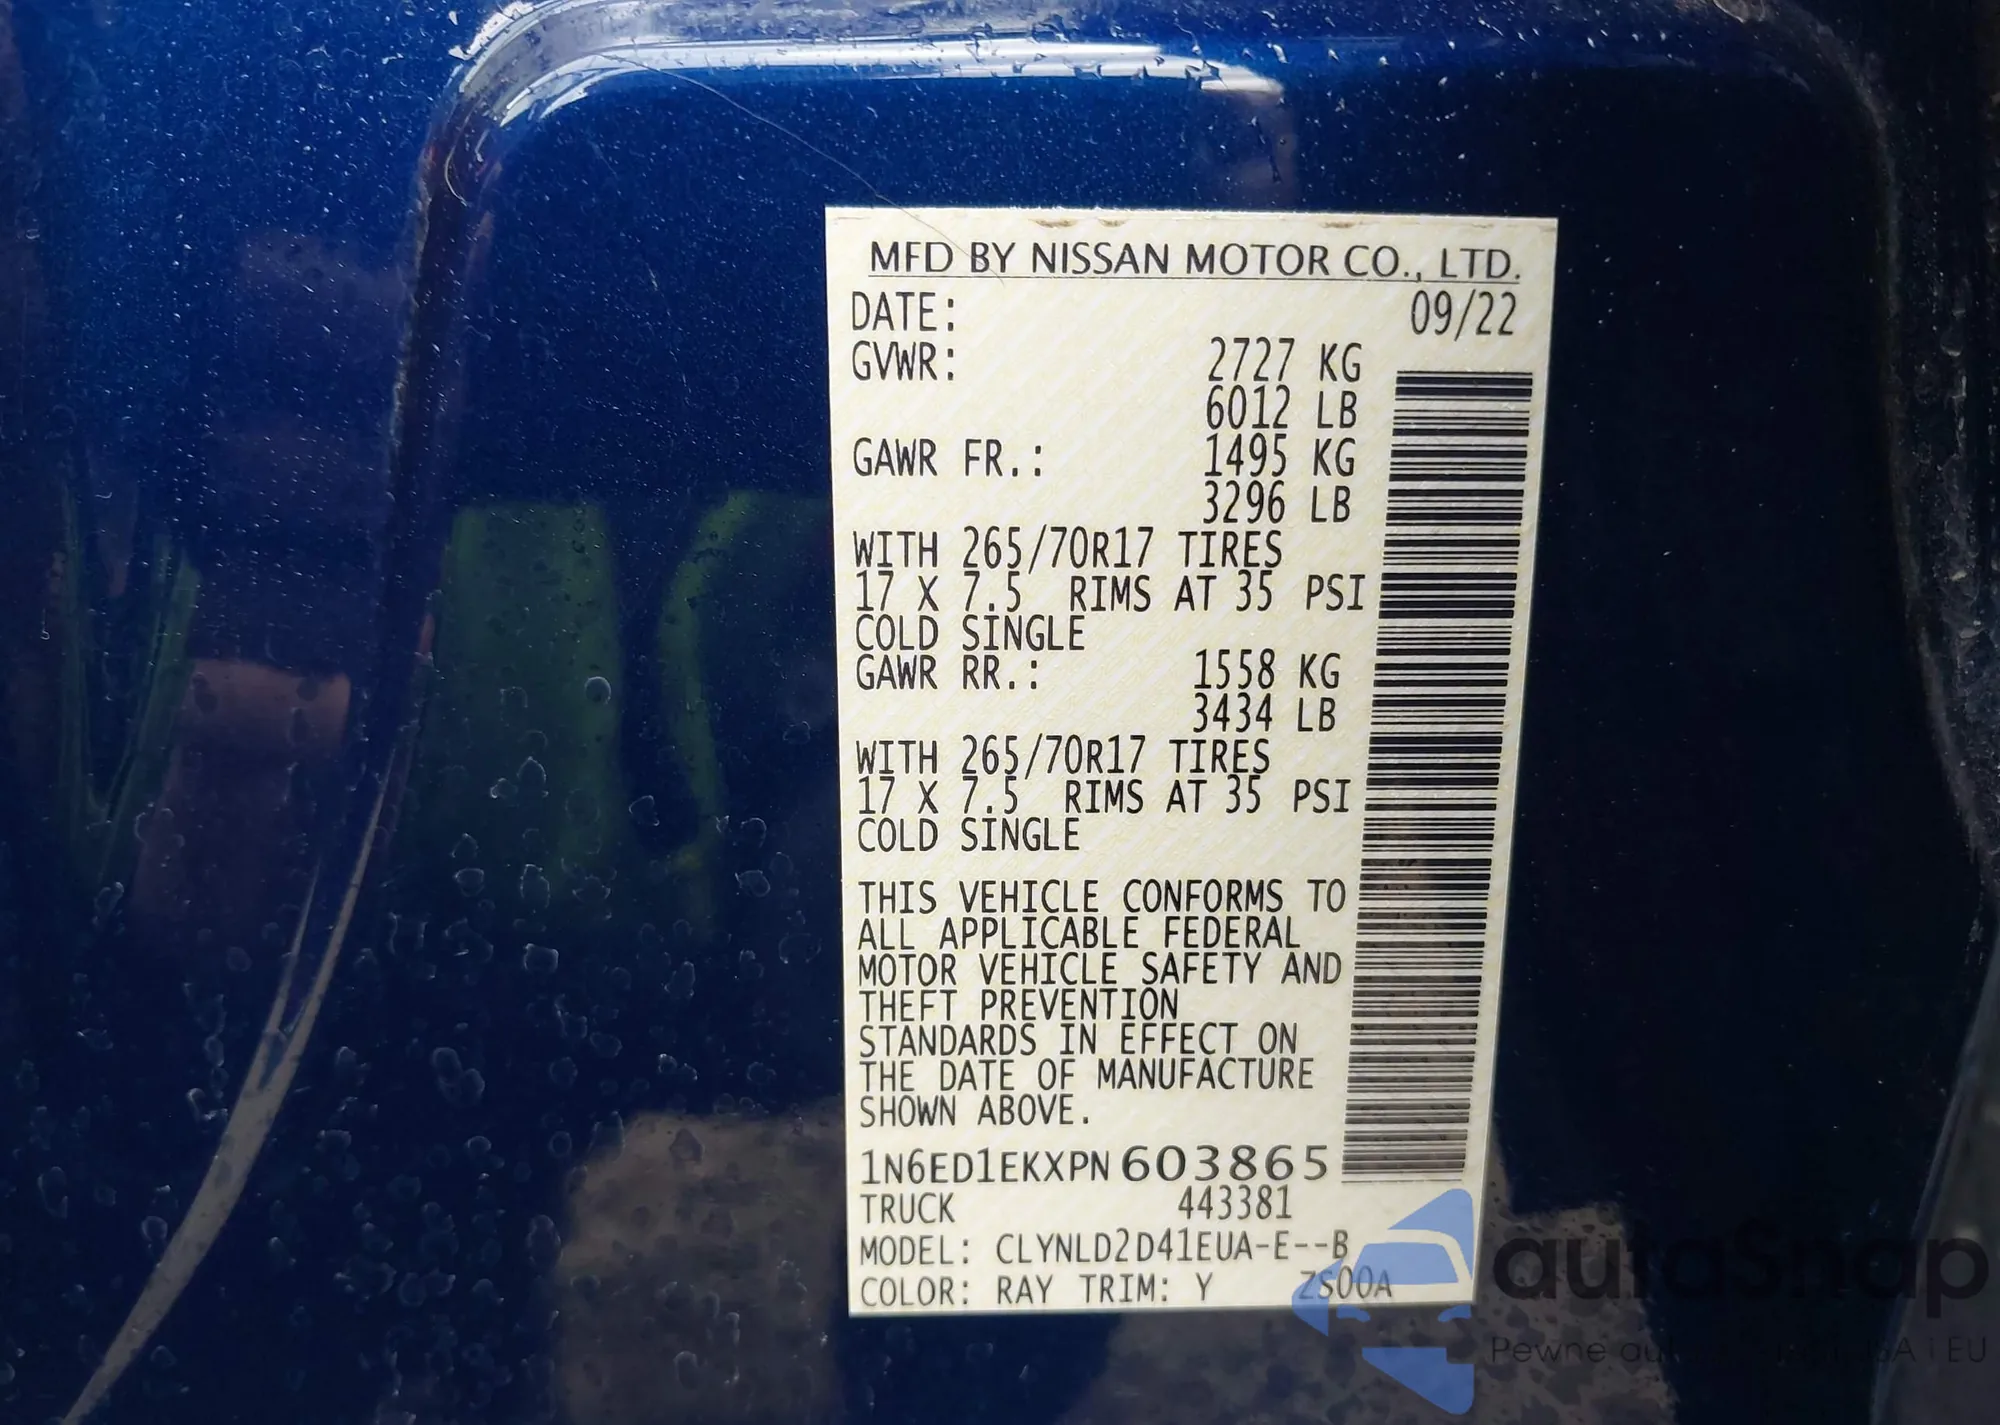 MFD BY NISSAN MOTOR CO., LTD.
DATE: 09/22
GVWR: 2727 KG
6012 LB
GAWR FR.: 1495 KG
3296 LB
WITH 265/70R17 TIRES
17 X 7.5 RIMS AT 35 PSI
COLD SINGLE
GAWR RR.: 1558 KG
3434 LB
WITH 265/70R17 TIRES
17 X 7.5 RIMS AT 35 PSI
COLD SINGLE
THIS VEHICLE CONFORMS TO
ALL APPLICABLE FEDERAL
MOTOR VEHICLE SAFETY AND
THEFT PREVENTION
STANDARDS IN EFFECT ON
THE DATE OF MANUFACTURE
SHOWN ABOVE.
1N6ED1EKXPN603865
TRUCK 443381
MODEL: CLYNLD2D41EUA-E--B
COLOR: RAY TRIM: Y ZS00A
autosnap
Pewne USA i EU